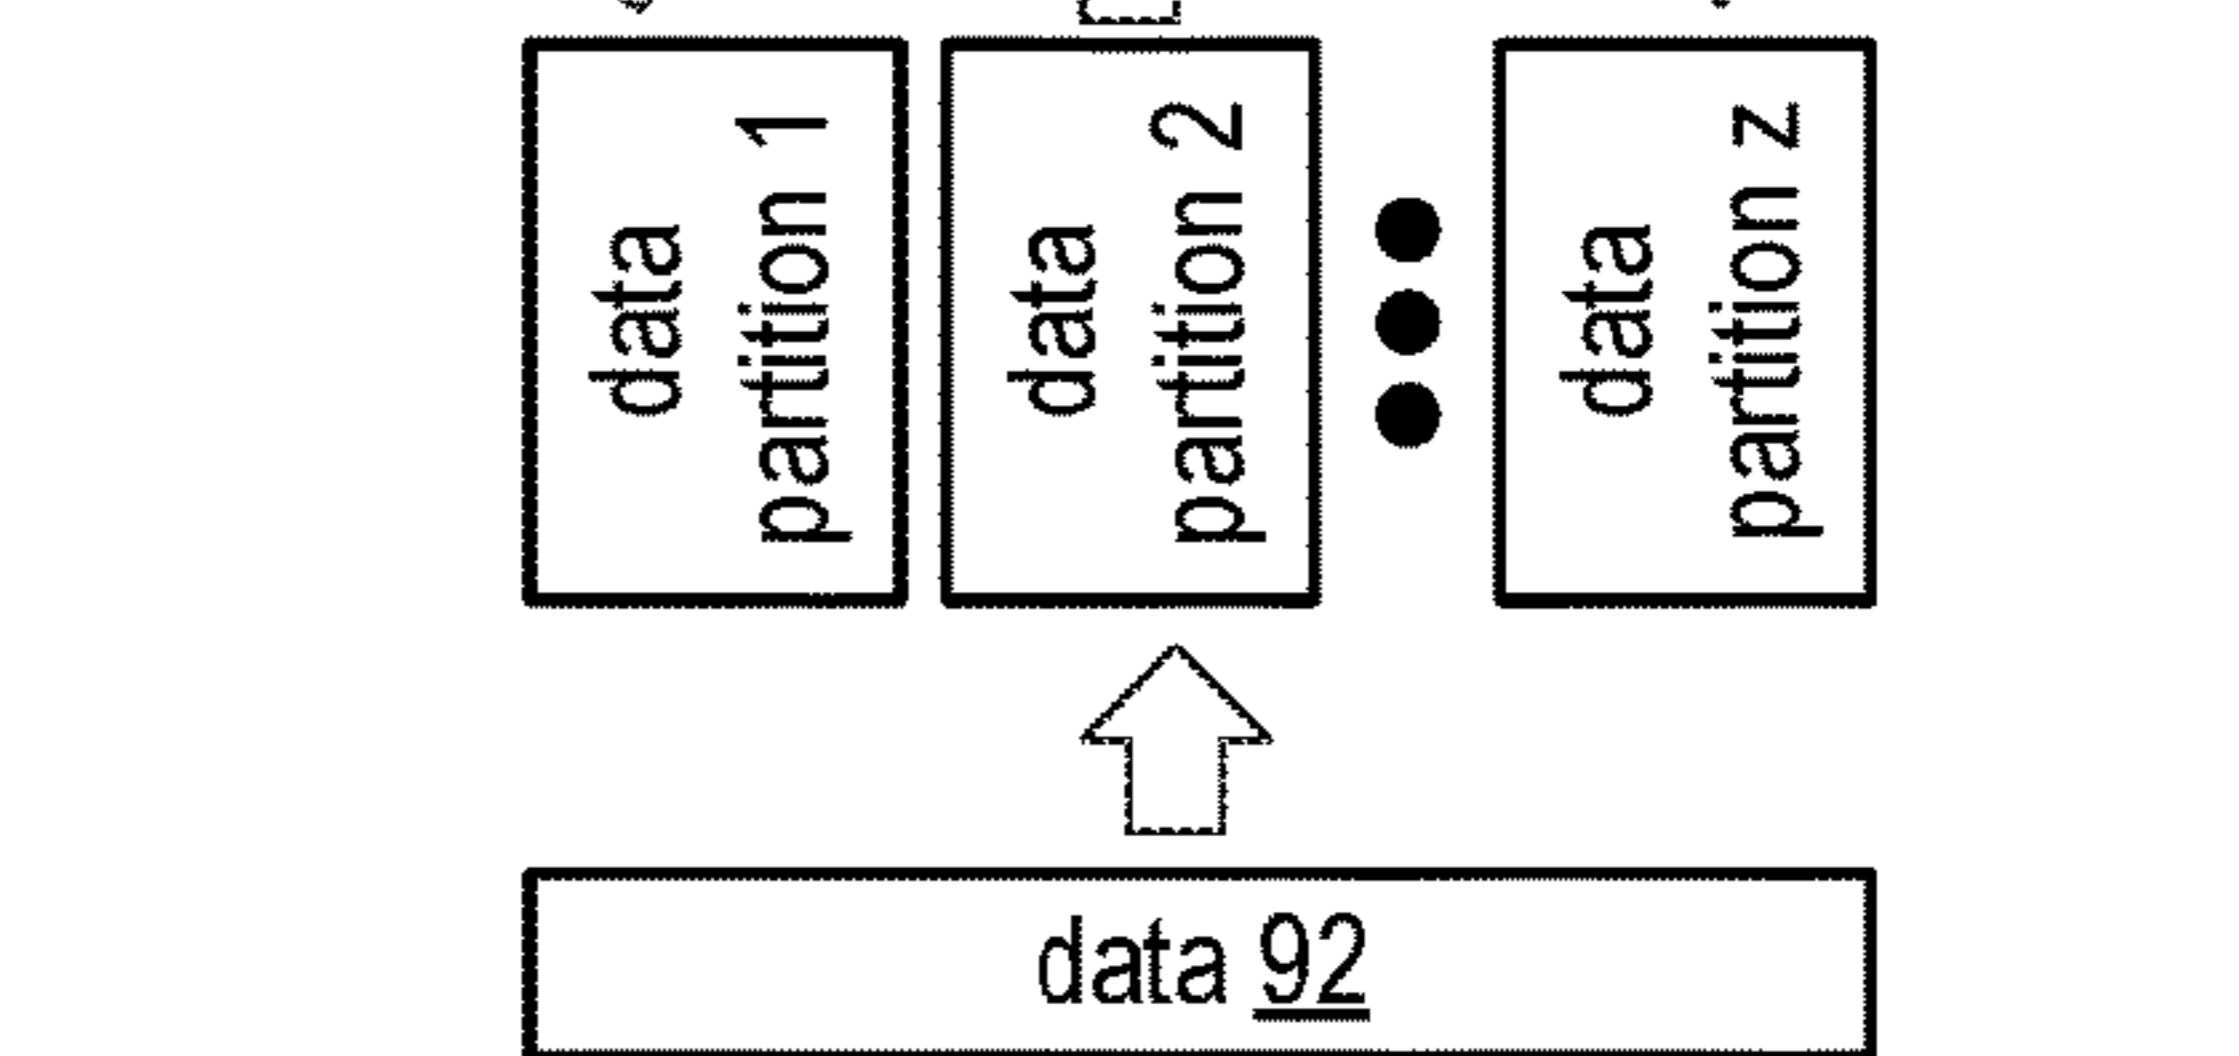 data
partition 1
data
partition 2
data
partition z
data 92